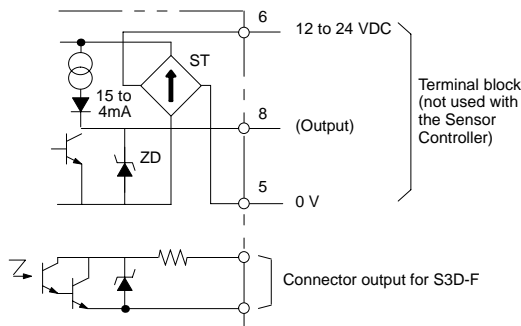 6
12 to 24 VDC
ST
15 to
4mA
8
(Output)
Terminal block
(not used with
the Sensor
Controller)
ZD
5
0 V
Connector output for S3D-F